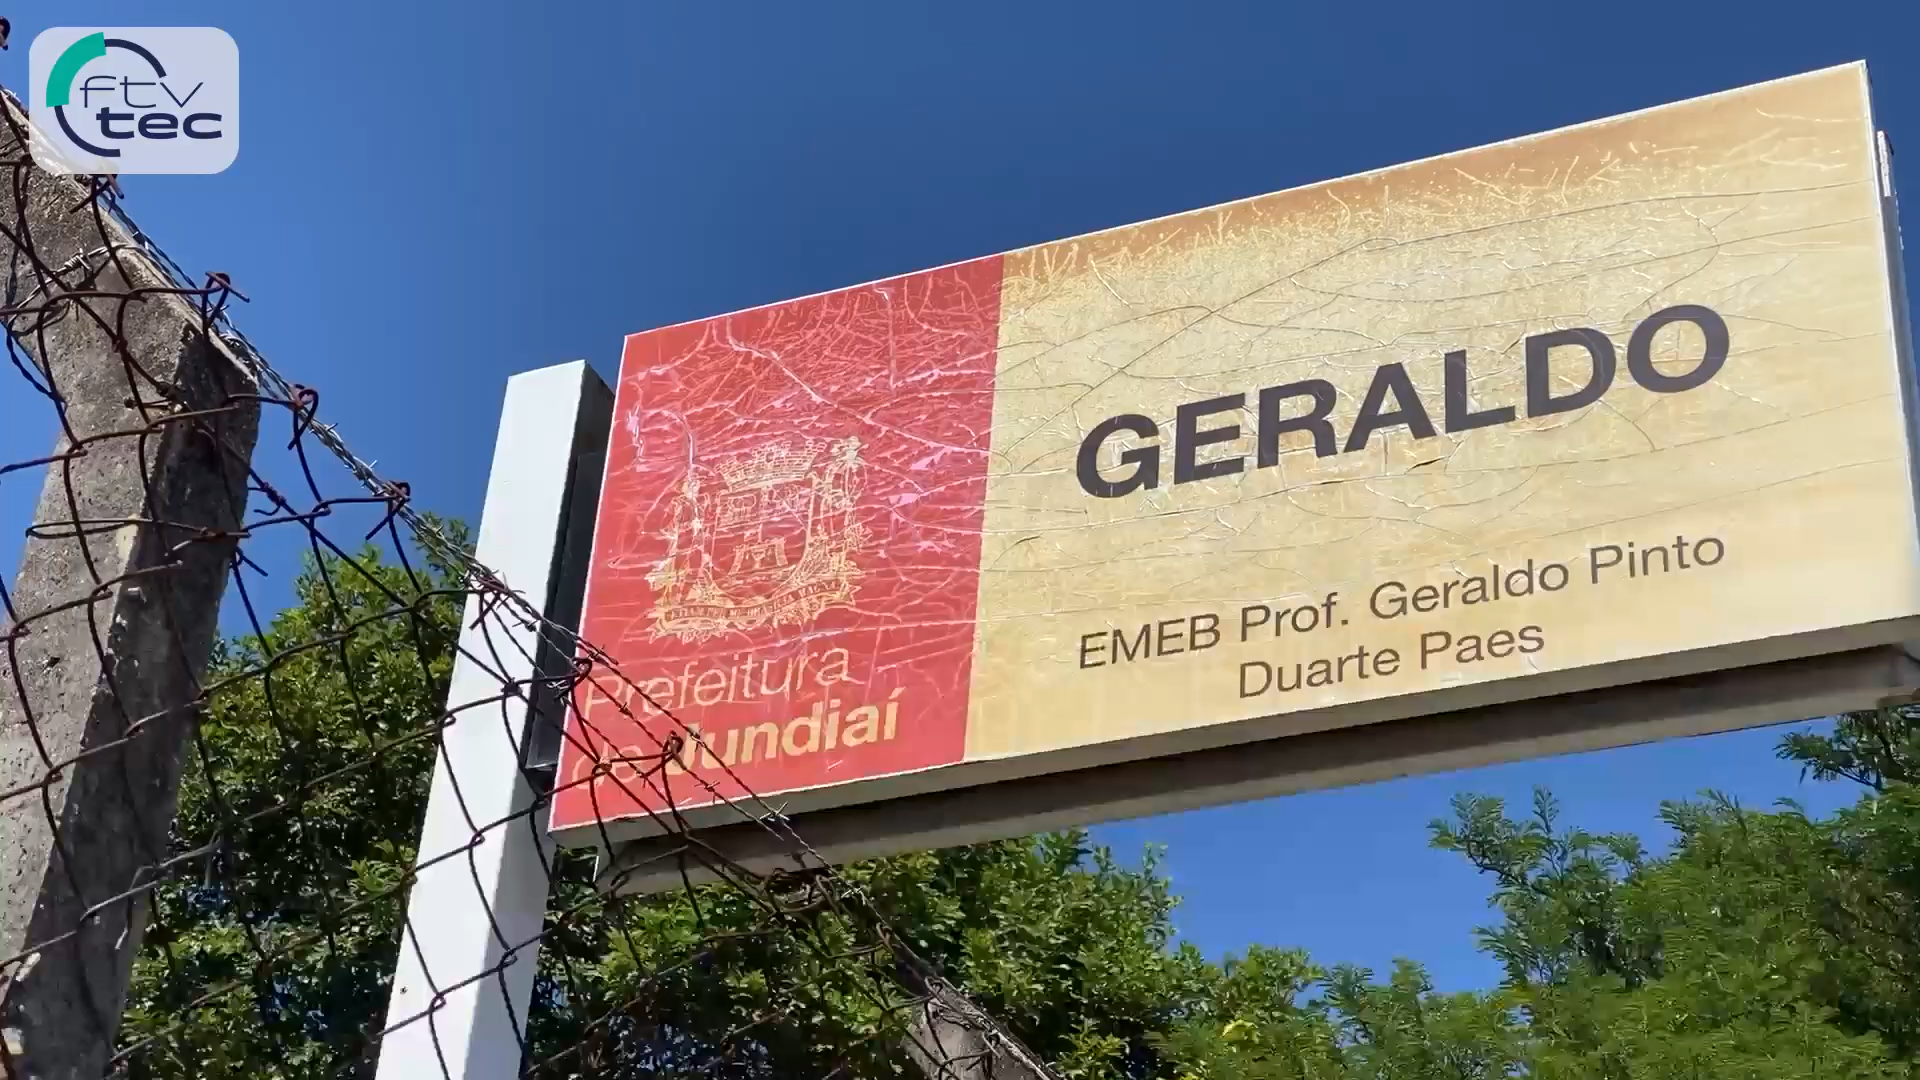 ftv
tec
GERALDO
EMEB Prof. Geraldo Pinto
Duarte Paes
Prefeitura
de Jundiaí